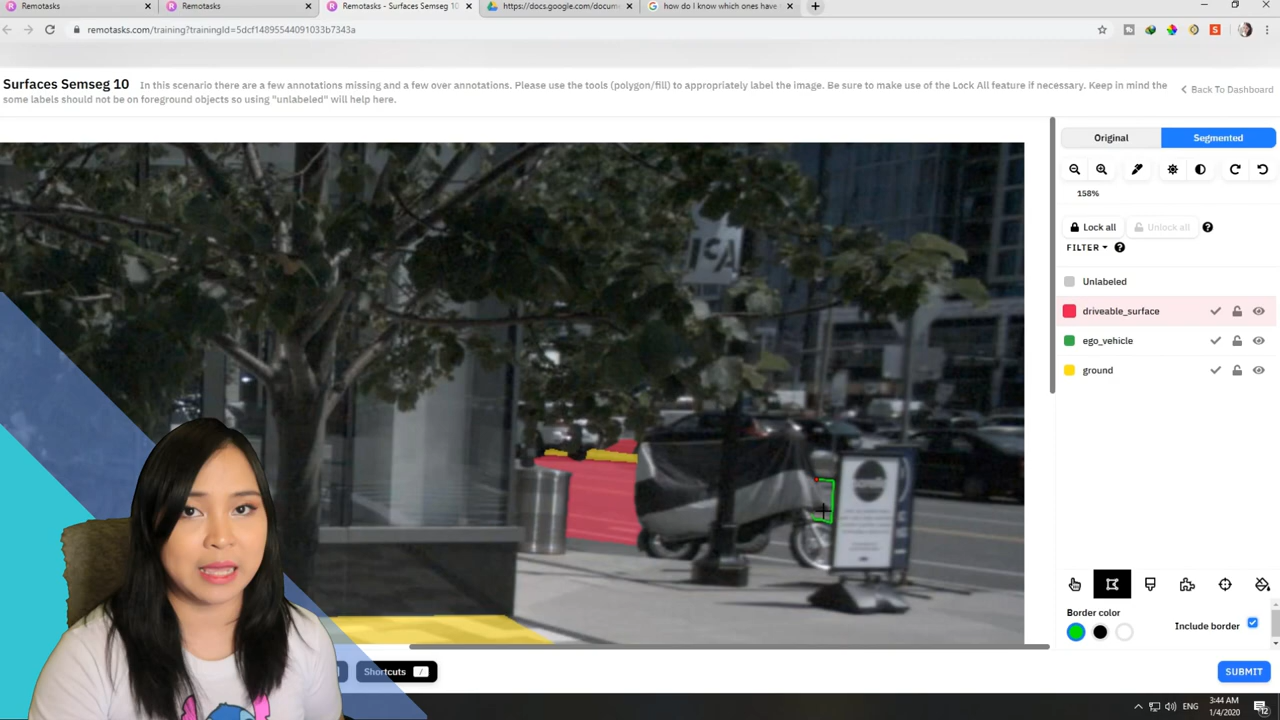 Remotasks
Remotasks
Remotasks - Surfaces Semseg 10
https://docs.google.com/docume
how do I know which ones have
remotasks.com/training?trainingId=5dcf14895544091033b7343a
Surfaces Semseg 10 In this scenario there are a few annotations missing and a few over annotations. Please use the tools (polygon/fill) to appropriately label the image. Be sure to make use of the Lock All feature if necessary. Keep in mind the
some labels should not be on foreground objects so using "unlabeled" will help here.
Back To Dashboard
Original
Segmented
158%
Lock all
Unlock all
FILTER
Unlabeled
driveable_surface
ego_vehicle
ground
Border color
Include border
Shortcuts /
SUBMIT
ENG
3:44 AM
1/4/2020
12